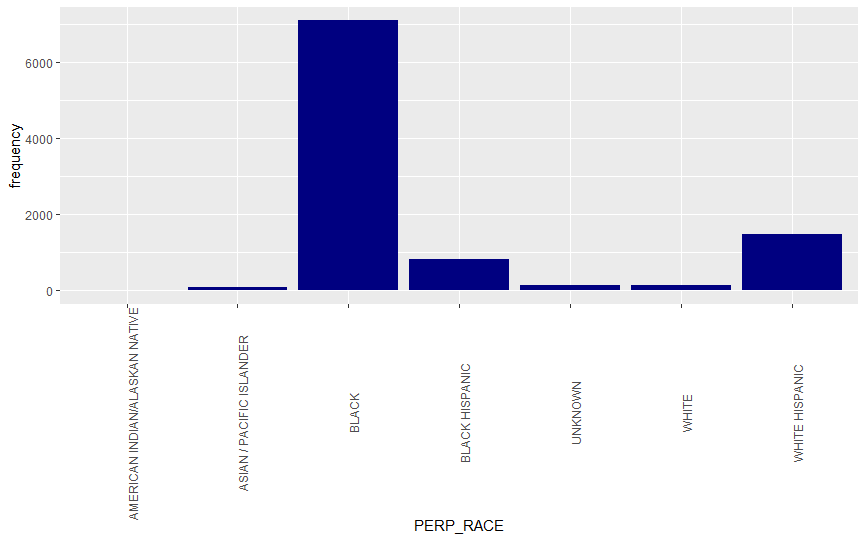 frequency
6000
4000
2000
0
AMERICAN INDIAN/ALASKAN NATIVE
ASIAN / PACIFIC ISLANDER
BLACK
BLACK HISPANIC
UNKNOWN
WHITE
WHITE HISPANIC
PERP_RACE